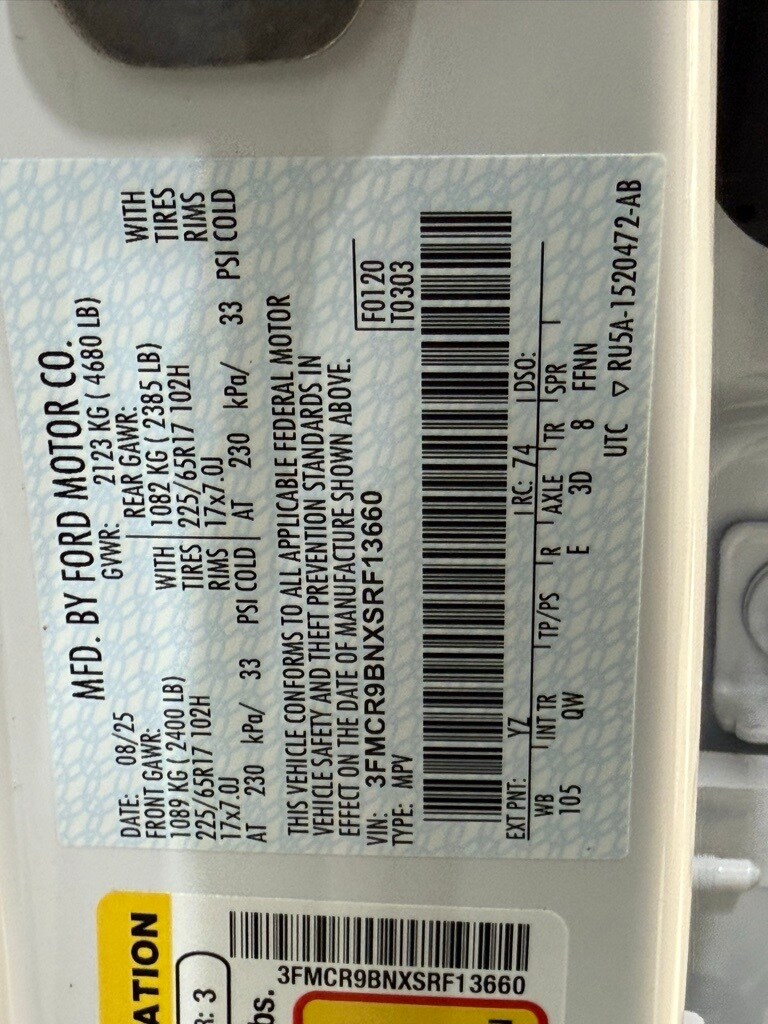 MFD. BY FORD MOTOR CO.
DATE: 08/25 GVWR: 2123 KG ( 4680 LB)
FRONT GAWR: REAR GAWR: WITH
1089 KG ( 2400 LB) WITH 1082 KG ( 2385 LB) TIRES
225/65R17 102H TIRES 225/65R17 102H RIMS
17x7.0J RIMS 17x7.0J
AT 230 kPa/ 33 PSI COLD AT 230 kPa/ 33 PSI COLD
THIS VEHICLE CONFORMS TO ALL APPLICABLE FEDERAL MOTOR
VEHICLE SAFETY AND THEFT PREVENTION STANDARDS IN
EFFECT ON THE DATE OF MANUFACTURE SHOWN ABOVE.
VIN: 3FMCR9BNXSRF13660 F0120
TYPE: MPV T0303
EXT PNT: YZ RC: 74 DSO:
WB INT TR TP/PS R AXLE TR SPR
105 QW E 3D 8 FFNN
UTC ▽ RU5A-1520472-AB
ATION
R: 3
bs.
3FMCR9BNXSRF13660